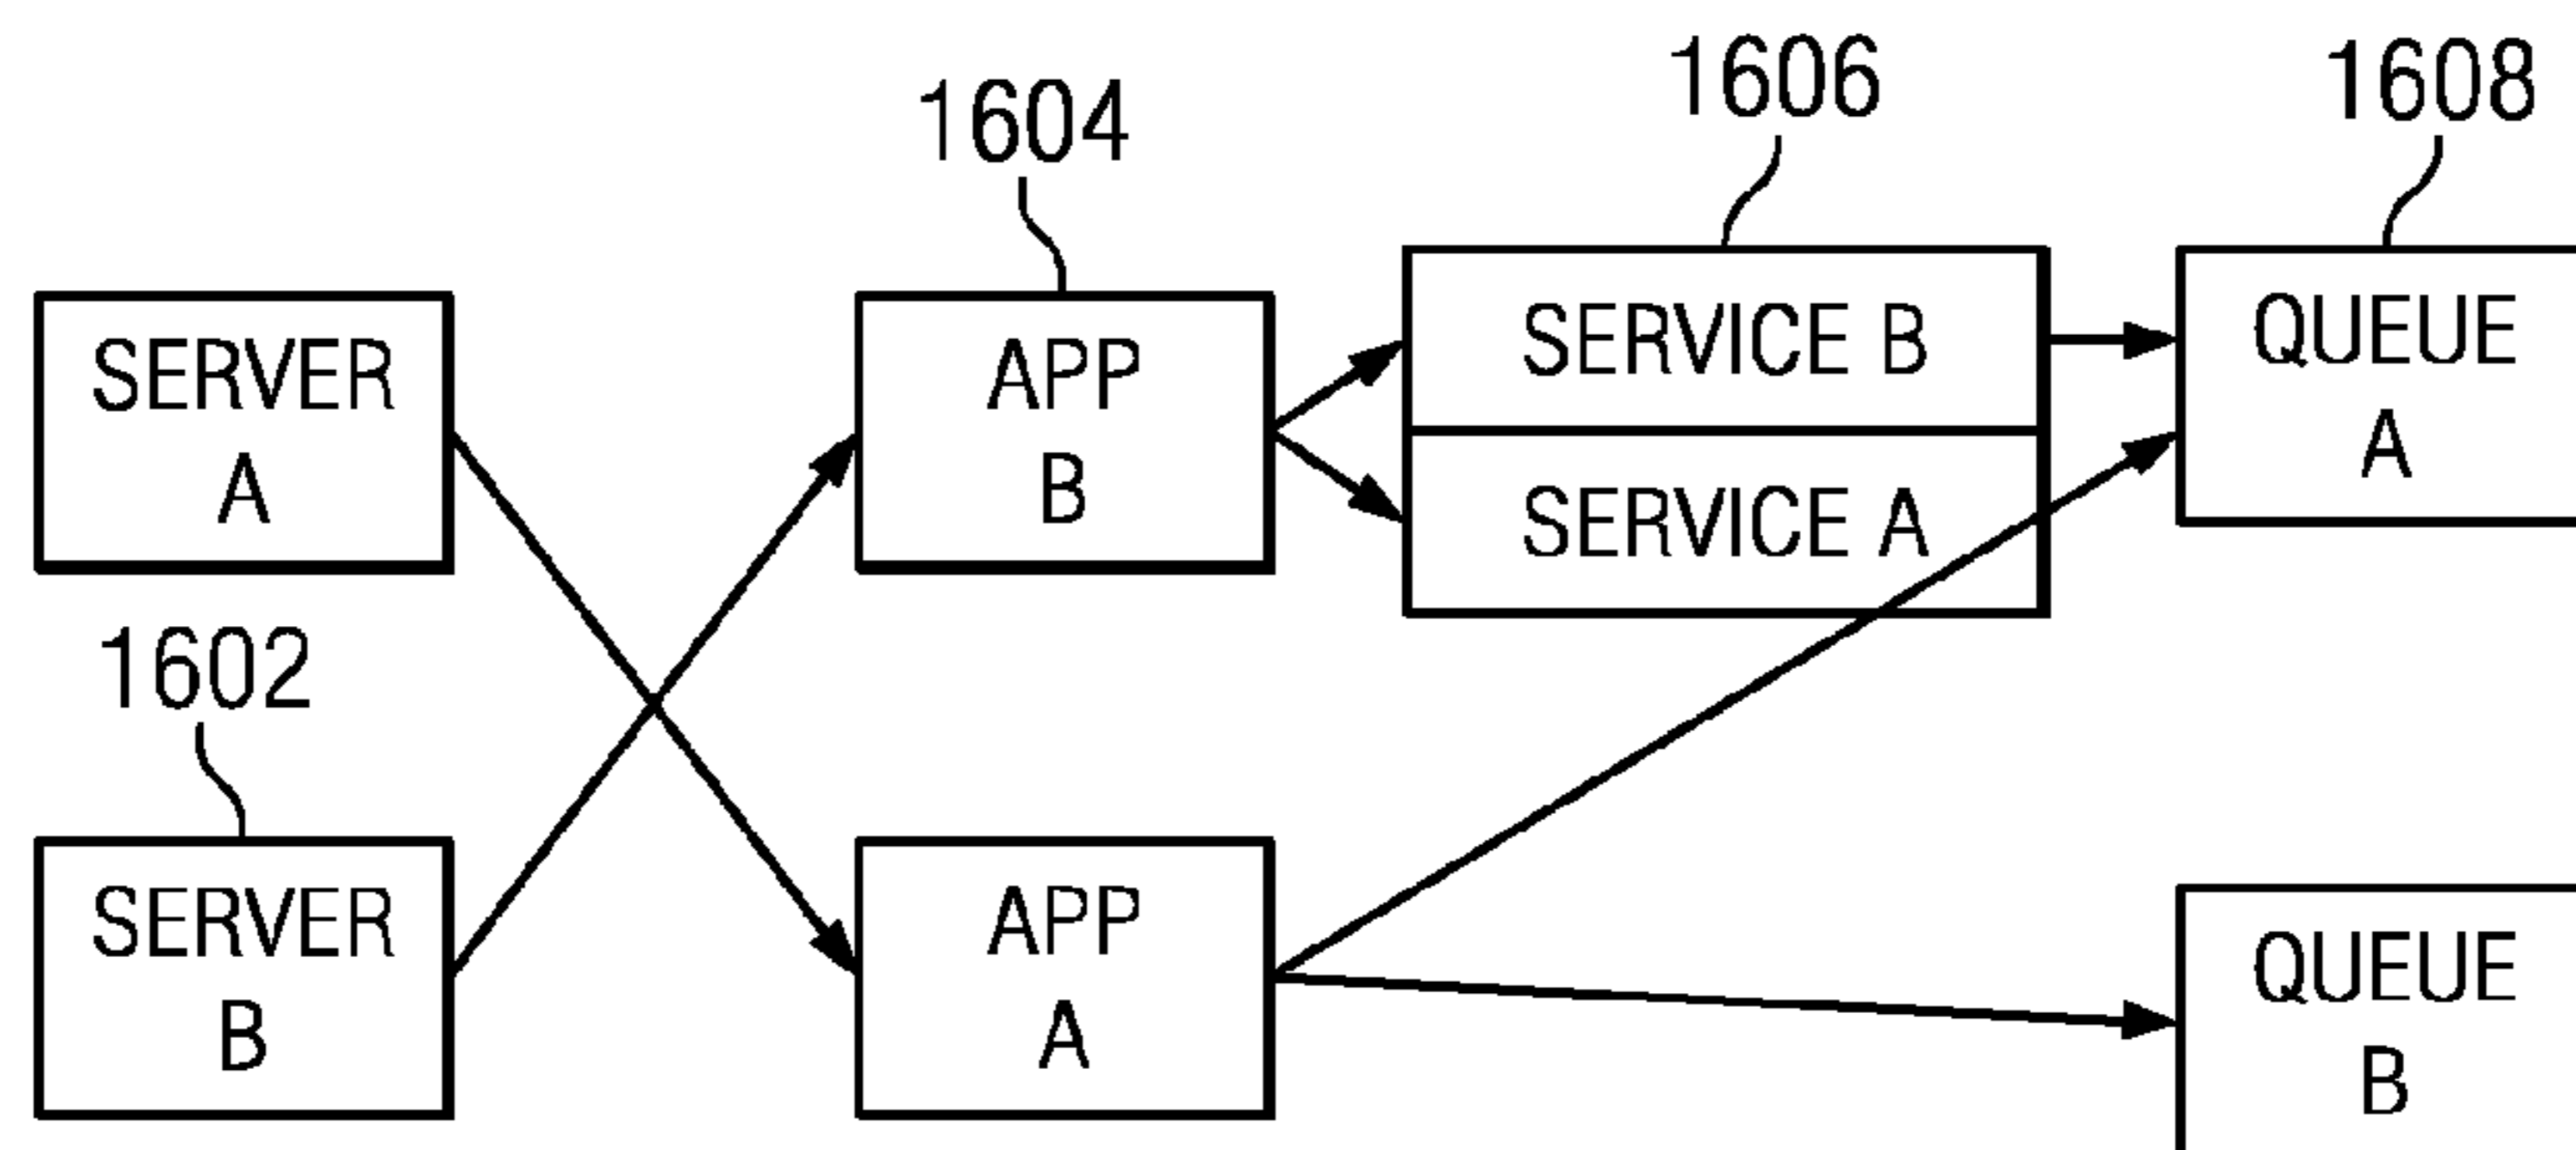 1606
1608
1604
SERVER
A
APP
B
SERVICE B
SERVICE A
QUEUE
A
1602
SERVER
B
APP
A
QUEUE
B